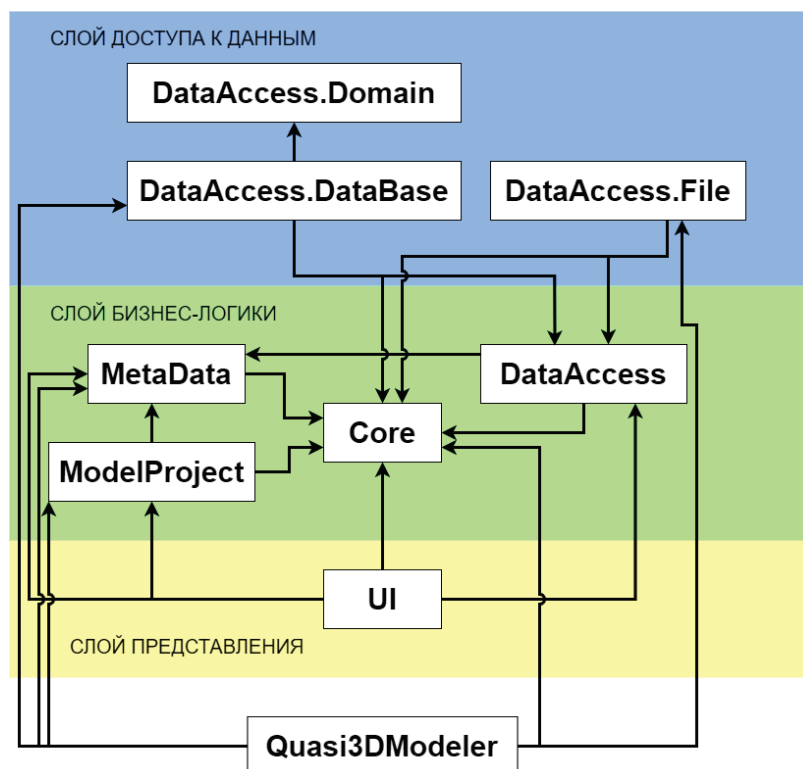 СЛОЙ ДОСТУПА К ДАННЫМ
DataAccess.Domain
DataAccess.DataBase
DataAccess.File
СЛОЙ БИЗНЕС-ЛОГИКИ
MetaData
DataAccess
Core
ModelProject
UI
СЛОЙ ПРЕДСТАВЛЕНИЯ
Quasi3DModeler